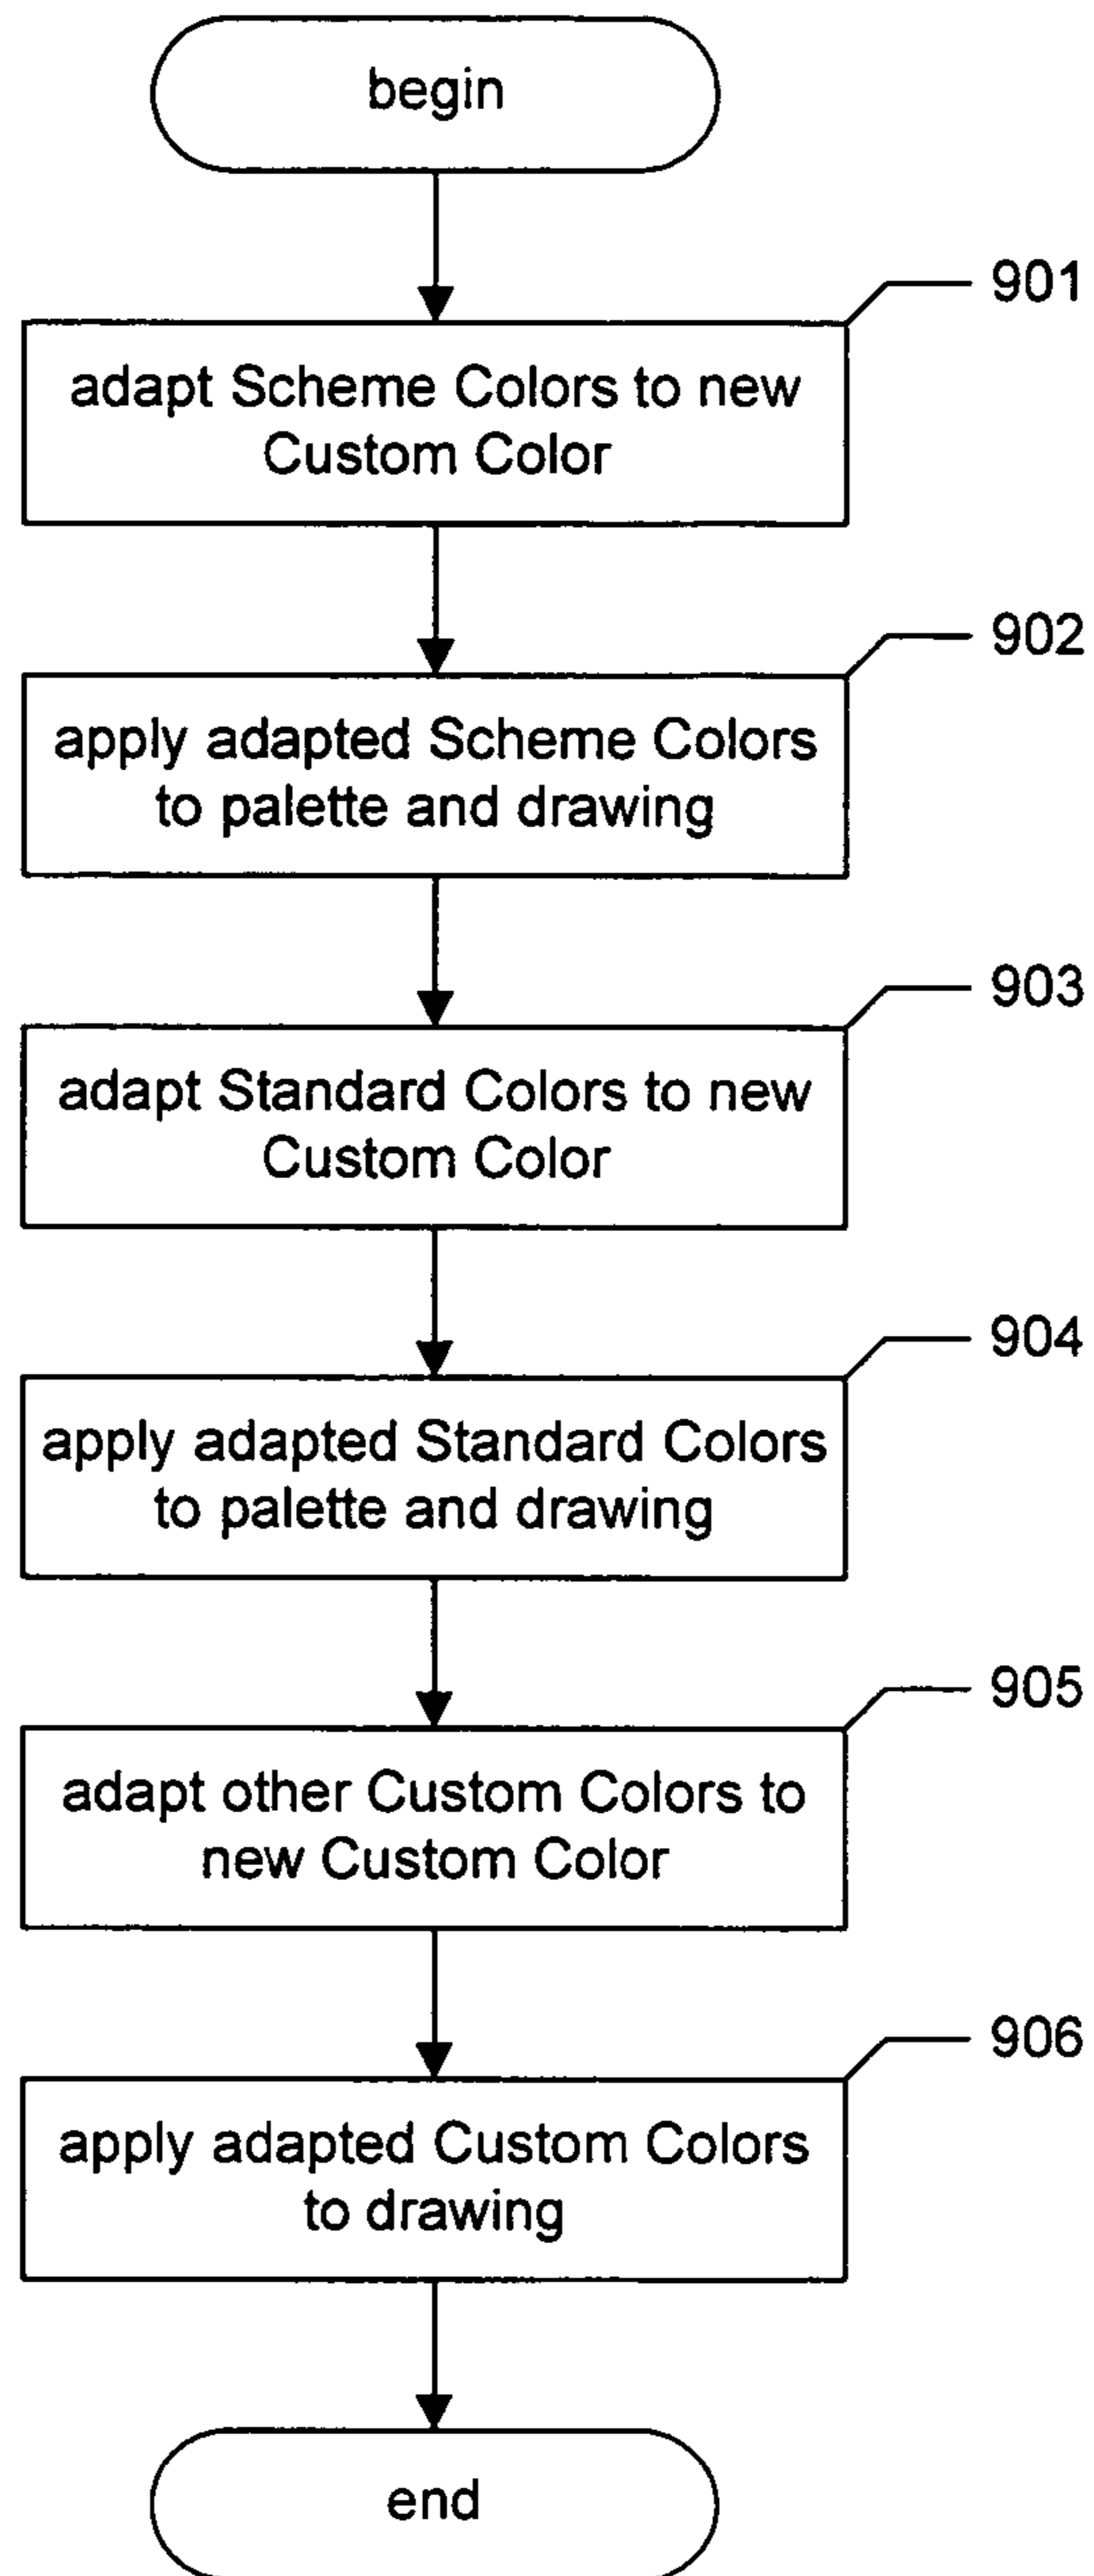 begin
901
adapt Scheme Colors to new
Custom Color
902
apply adapted Scheme Colors
to palette and drawing
903
adapt Standard Colors to new
Custom Color
904
apply adapted Standard Colors
to palette and drawing
905
adapt other Custom Colors to
new Custom Color
906
apply adapted Custom Colors
to drawing
end